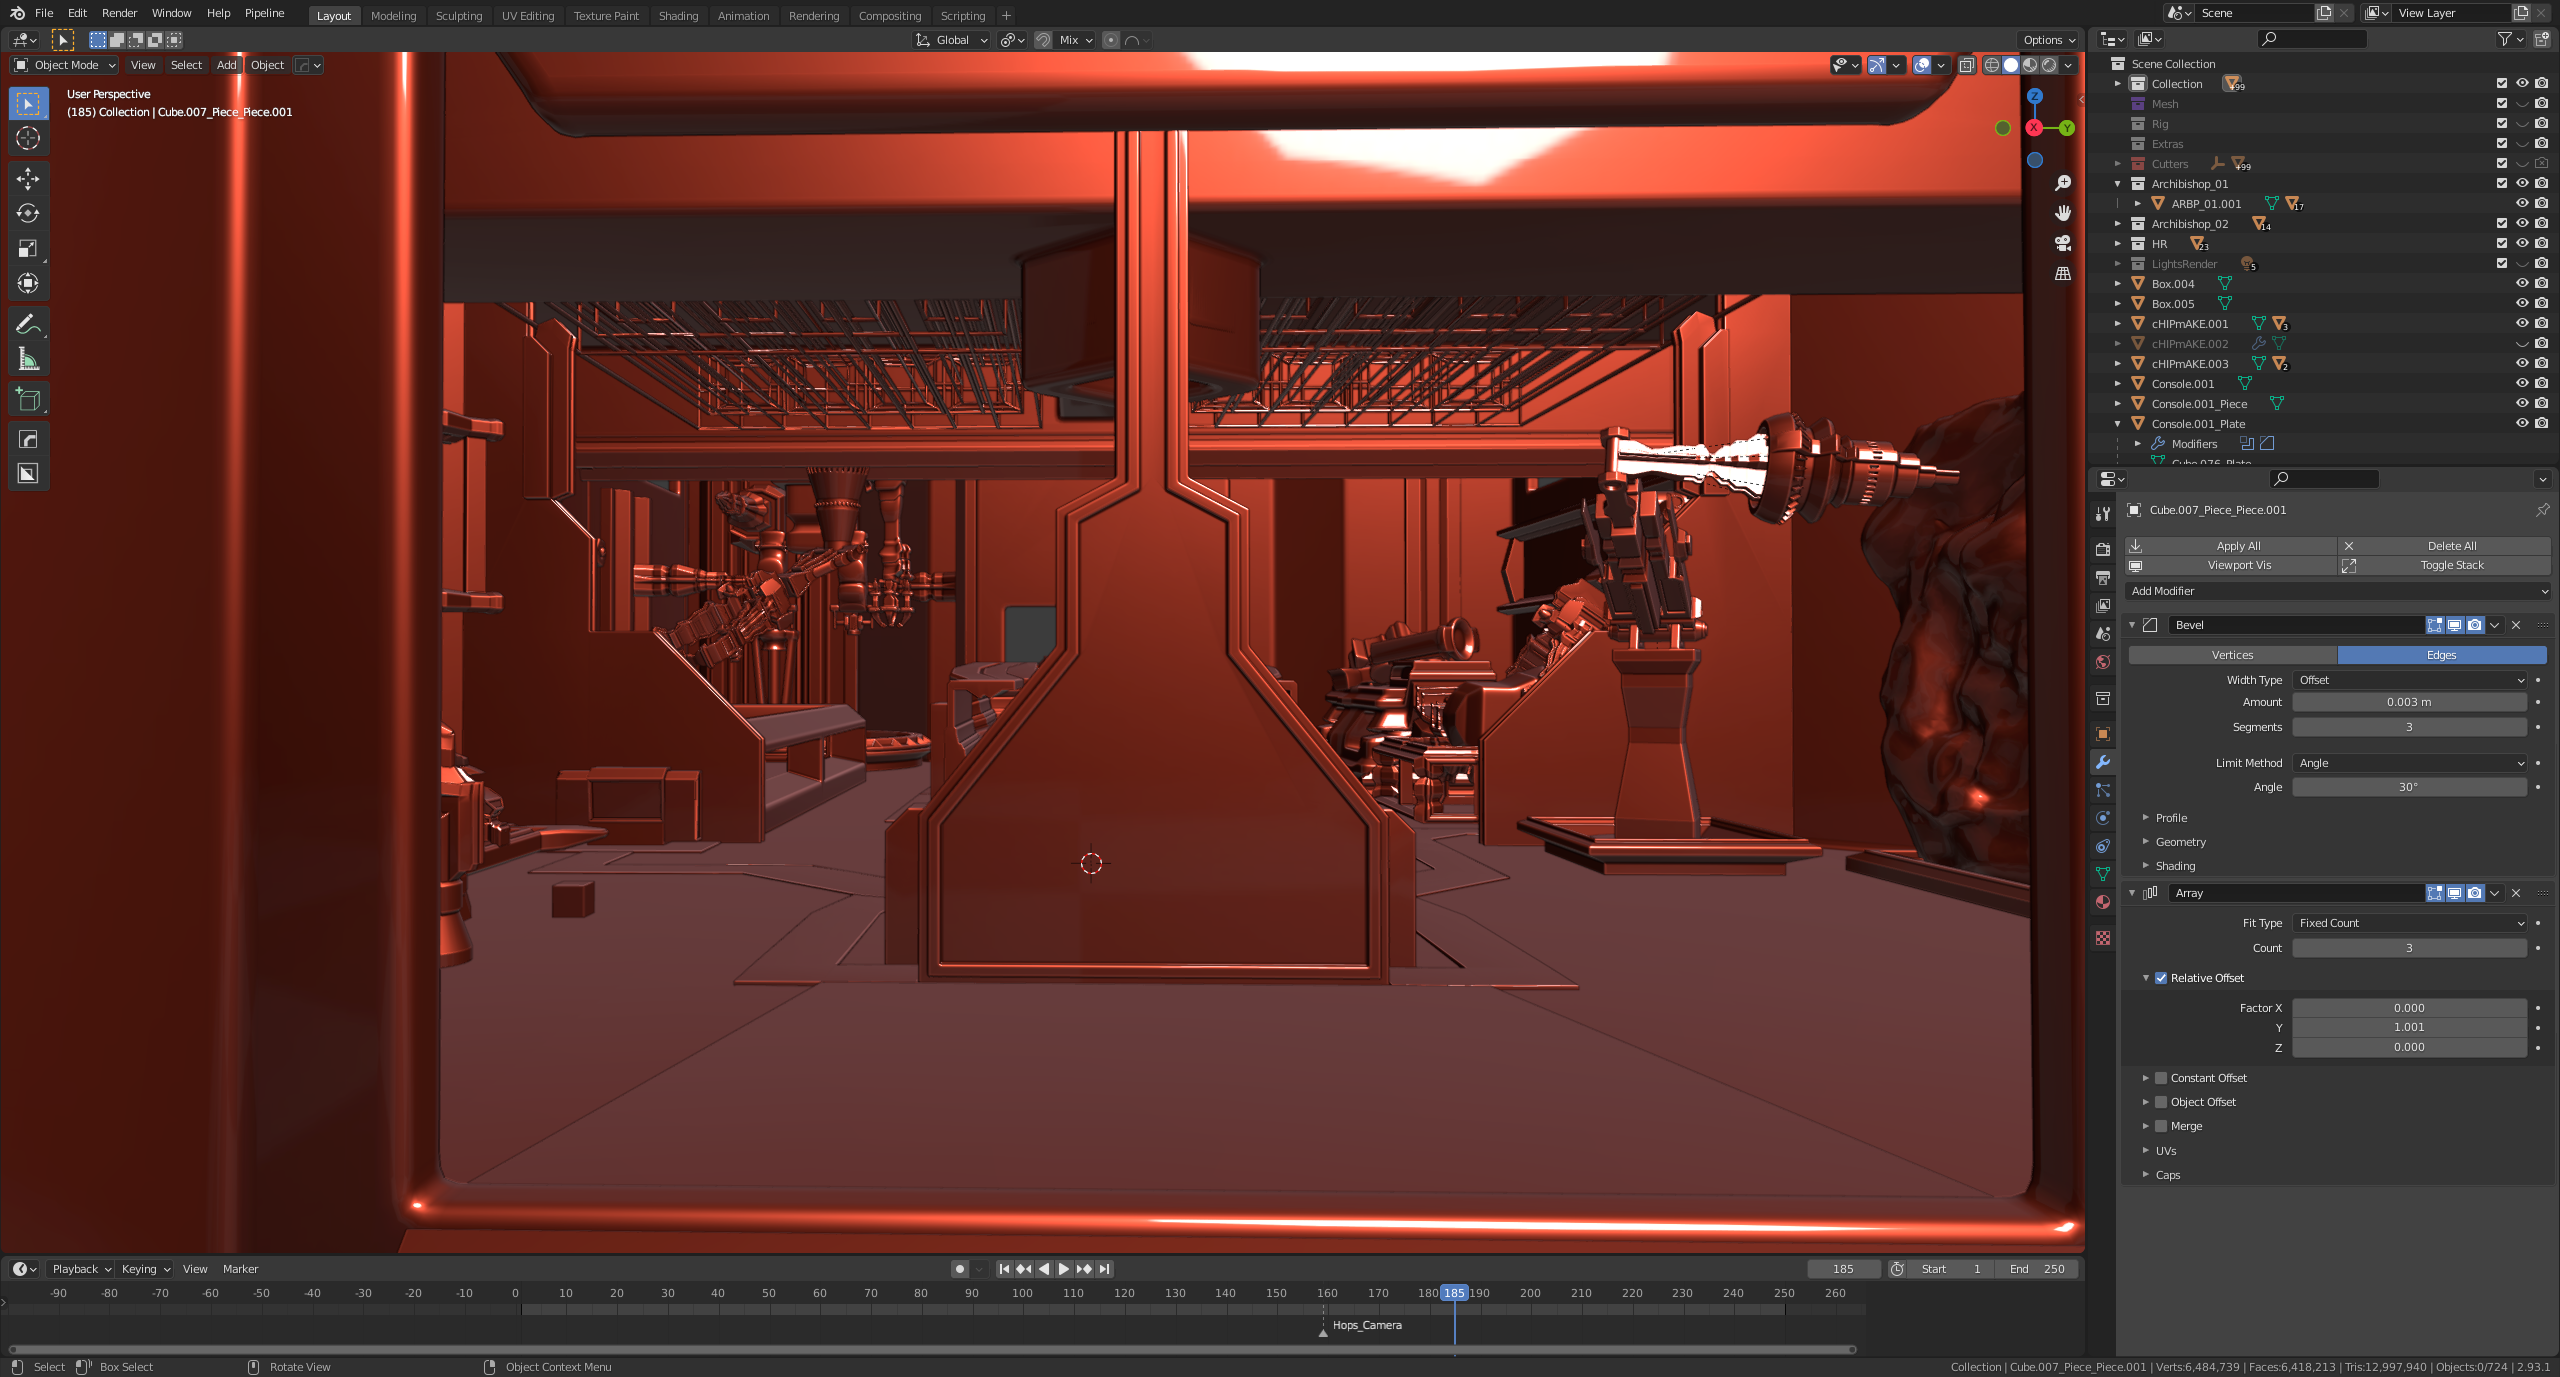 File Edit Render Window Help Pipeline Layout Modeling Sculpting UV Editing Texture Paint Shading Animation Rendering Compositing Scripting + Scene View Layer
Global Mix Options
Object Mode View Select Add Object
User Perspective
(185) Collection | Cube.007_Piece_Piece.001
Z
X Y
Scene Collection
Collection +99
Mesh
Rig
Extras
Cutters +99
Archibishop_01
ARBP_01.001 17
Archibishop_02 14
HR 23
LightsRender 5
Box.004
Box.005
cHIPmAKE.001 3
cHIPmAKE.002
cHIPmAKE.003 2
Console.001
Console.001_Piece
Console.001_Plate
Modifiers
Cube.076_Plate
Cube.007_Piece_Piece.001
Apply All Delete All
Viewport Vis Toggle Stack
Add Modifier
Bevel
Vertices Edges
Width Type Offset
Amount 0.003 m
Segments 3
Limit Method Angle
Angle 30°
Profile
Geometry
Shading
Array
Fit Type Fixed Count
Count 3
Relative Offset
Factor X 0.000
Y 1.001
Z 0.000
Constant Offset
Object Offset
Merge
UVs
Caps
Playback Keying View Marker 185 Start 1 End 250
-90 -80 -70 -60 -50 -40 -30 -20 -10 0 10 20 30 40 50 60 70 80 90 100 110 120 130 140 150 160 170 180 185 190 200 210 220 230 240 250 260
Hops_Camera
Select Box Select Rotate View Object Context Menu Collection | Cube.007_Piece_Piece.001 | Verts:6,484,739 | Faces:6,418,213 | Tris:12,997,940 | Objects:0/724 | 2.93.1